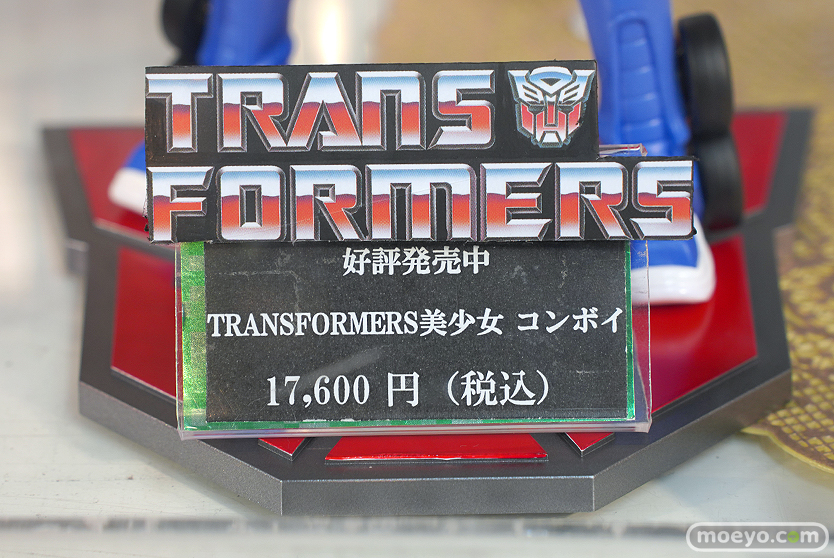 TRANS
FORMERS
好評発売中
TRANSFORMERS美少女 コンボイ
17,600 円（税込）
moeyo.com